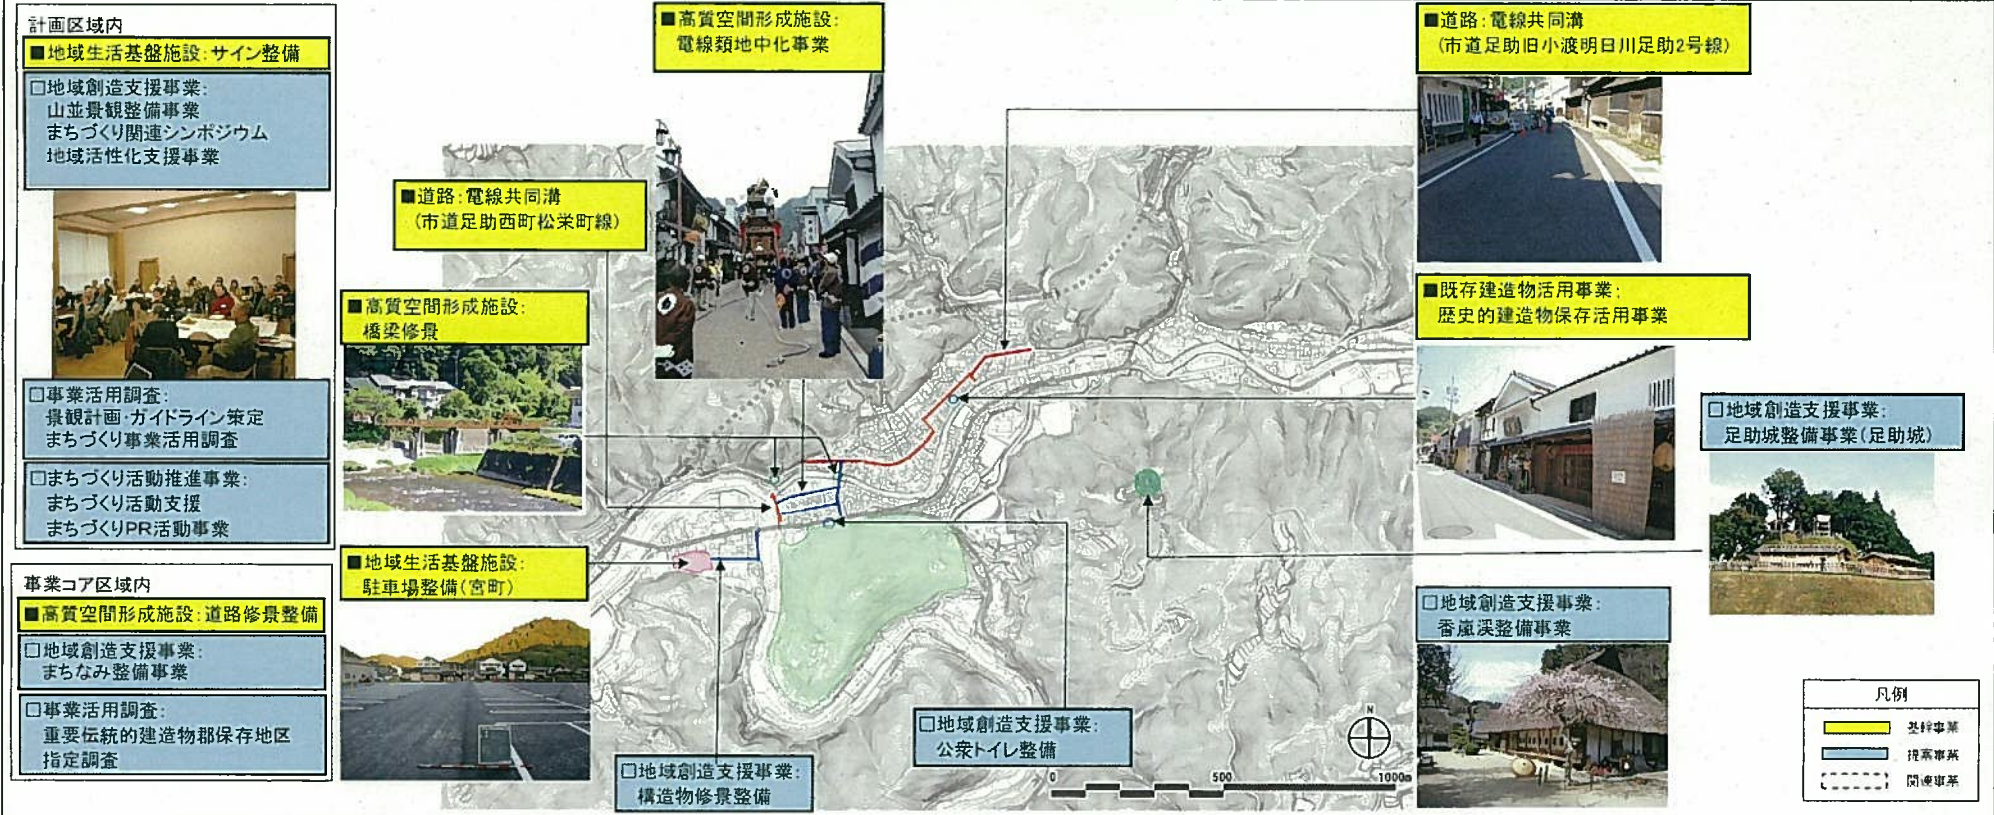 計画区域内
■地域生活基盤施設:サイン整備
□地域創造支援事業:
山並景観整備事業
まちづくり関連シンポジウム
地域活性化支援事業
□事業活用調査:
景観計画・ガイドライン策定
まちづくり事業活用調査
□まちづくり活動推進事業:
まちづくり活動支援
まちづくりPR活動事業
事業コア区域内
■高質空間形成施設:道路修景整備
□地域創造支援事業:
まちなみ整備事業
□事業活用調査:
重要伝統的建造物郡保存地区
指定調査
■高質空間形成施設:
電線類地中化事業
■道路:電線共同溝
(市道足助西町松栄町線)
■高質空間形成施設:
橋梁修景
■地域生活基盤施設:
駐車場整備(宮町)
□地域創造支援事業:
構造物修景整備
□地域創造支援事業:
公衆トイレ整備
■道路:電線共同溝
(市道足助旧小渡明日川足助2号線)
■既存建造物活用事業:
歴史的建造物保存活用事業
□地域創造支援事業:
足助城整備事業(足助城)
□地域創造支援事業:
香嵐渓整備事業
N
0 500 1000m
凡例
基幹事業
提案事業
関連事業